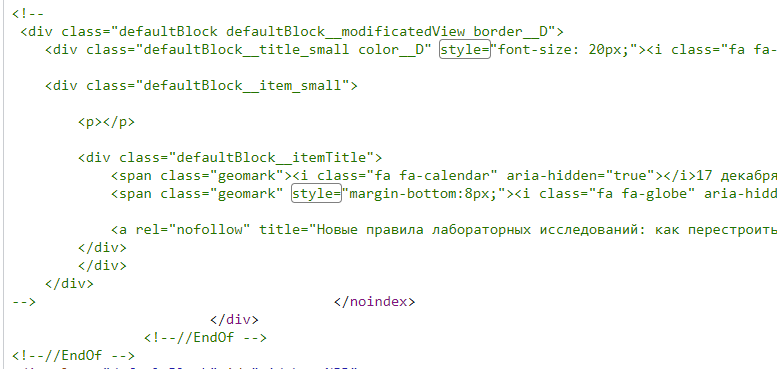 <!--
<div class="defaultBlock defaultBlock__modificatedView border__D">
<div class="defaultBlock__title_small color__D" style="font-size: 20px;"><i class="fa fa-
<div class="defaultBlock__item_small">
<p></p>
<div class="defaultBlock__itemTitle">
<span class="geomark"><i class="fa fa-calendar" aria-hidden="true"></i>17 декабря
<span class="geomark" style="margin-bottom:8px;"><i class="fa fa-globe" aria-hidd
<a rel="nofollow" title="Новые правила лабораторных исследований: как перестроить
</div>
</div>
</div>
--> </noindex>
</div>
<!--//EndOf -->
<!--//EndOf -->